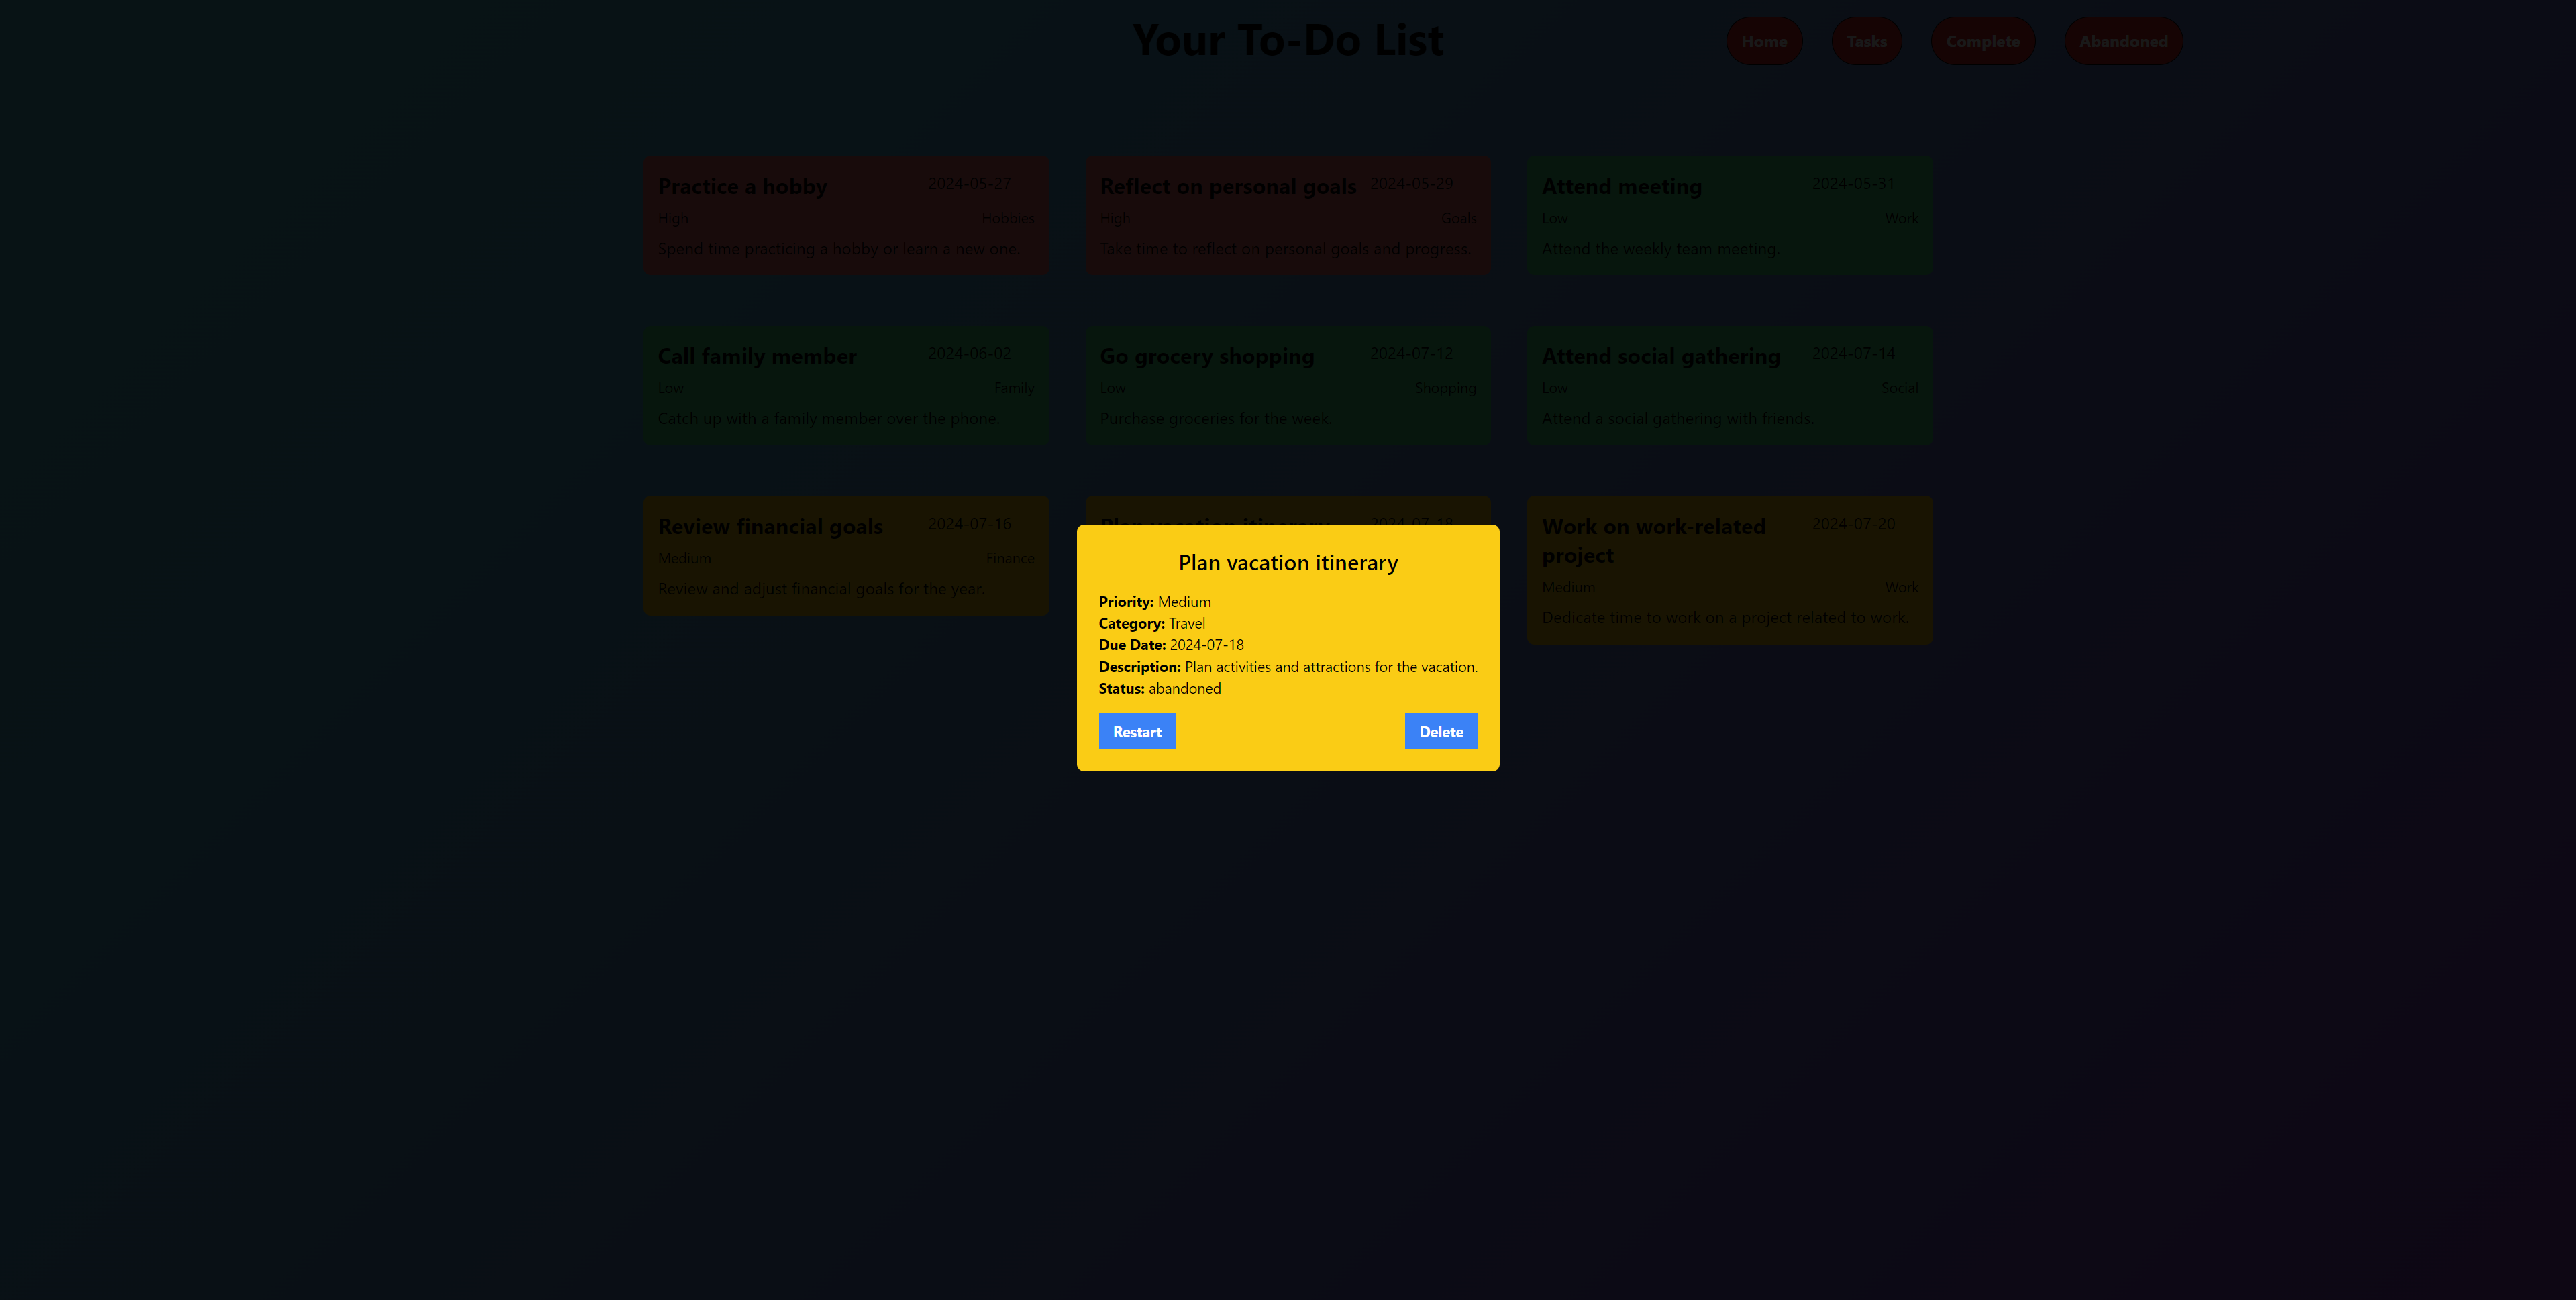 Your To-Do List
Home Tasks Complete Abandoned
Practice a hobby 2024-05-27
High Hobbies
Spend time practicing a hobby or learn a new one.
Reflect on personal goals 2024-05-29
High Goals
Take time to reflect on personal goals and progress.
Attend meeting 2024-05-31
Low Work
Attend the weekly team meeting.
Call family member 2024-06-02
Low Family
Catch up with a family member over the phone.
Go grocery shopping 2024-07-12
Low Shopping
Purchase groceries for the week.
Attend social gathering 2024-07-14
Low Social
Attend a social gathering with friends.
Review financial goals 2024-07-16
Medium Finance
Review and adjust financial goals for the year.
Plan vacation itinerary 2024-07-18
Work on work-related 2024-07-20
project
Medium Work
Dedicate time to work on a project related to work.
Plan vacation itinerary
Priority: Medium
Category: Travel
Due Date: 2024-07-18
Description: Plan activities and attractions for the vacation.
Status: abandoned
Restart Delete